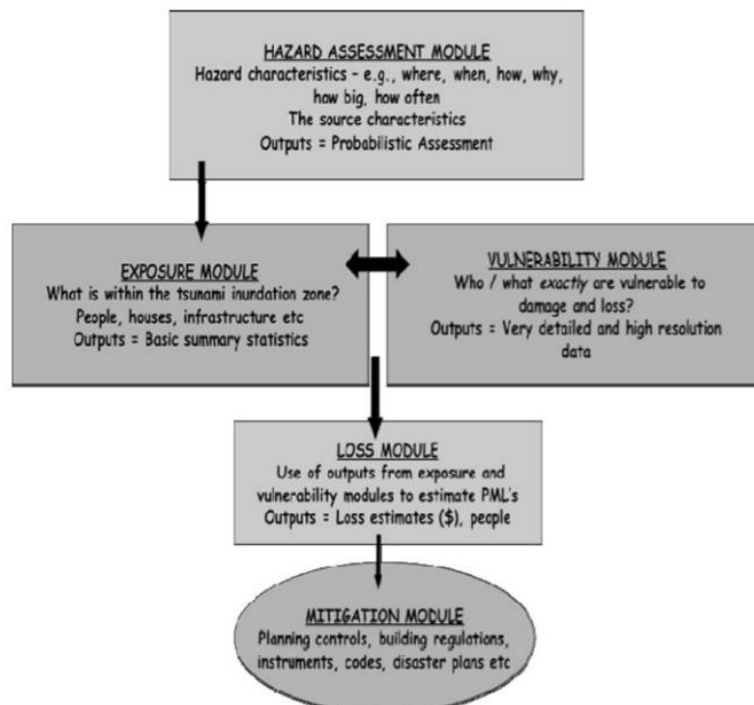 HAZARD ASSESSMENT MODULE
Hazard characteristics - e.g., where, when, how, why,
how big, how often
The source characteristics
Outputs = Probabilistic Assessment
EXPOSURE MODULE
What is within the tsunami inundation zone?
People, houses, infrastructure etc
Outputs = Basic summary statistics
VULNERABILITY MODULE
Who / what exactly are vulnerable to
damage and loss?
Outputs = Very detailed and high resolution
data
LOSS MODULE
Use of outputs from exposure and
vulnerability modules to estimate PML's
Outputs = Loss estimates ($), people
MITIGATION MODULE
Planning controls, building regulations,
instruments, codes, disaster plans etc